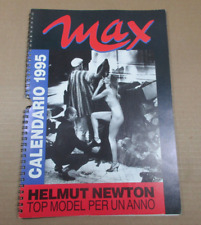 max
CALENDARIO 1995
HELMUT NEWTON
TOP MODEL PER UN ANNO